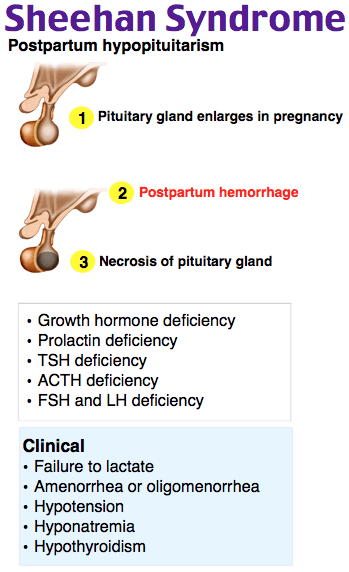 Sheehan Syndrome
Postpartum hypopituitarism
1 Pituitary gland enlarges in pregnancy
2 Postpartum hemorrhage
3 Necrosis of pituitary gland
• Growth hormone deficiency
• Prolactin deficiency
• TSH deficiency
• ACTH deficiency
• FSH and LH deficiency
Clinical
• Failure to lactate
• Amenorrhea or oligomenorrhea
• Hypotension
• Hyponatremia
• Hypothyroidism